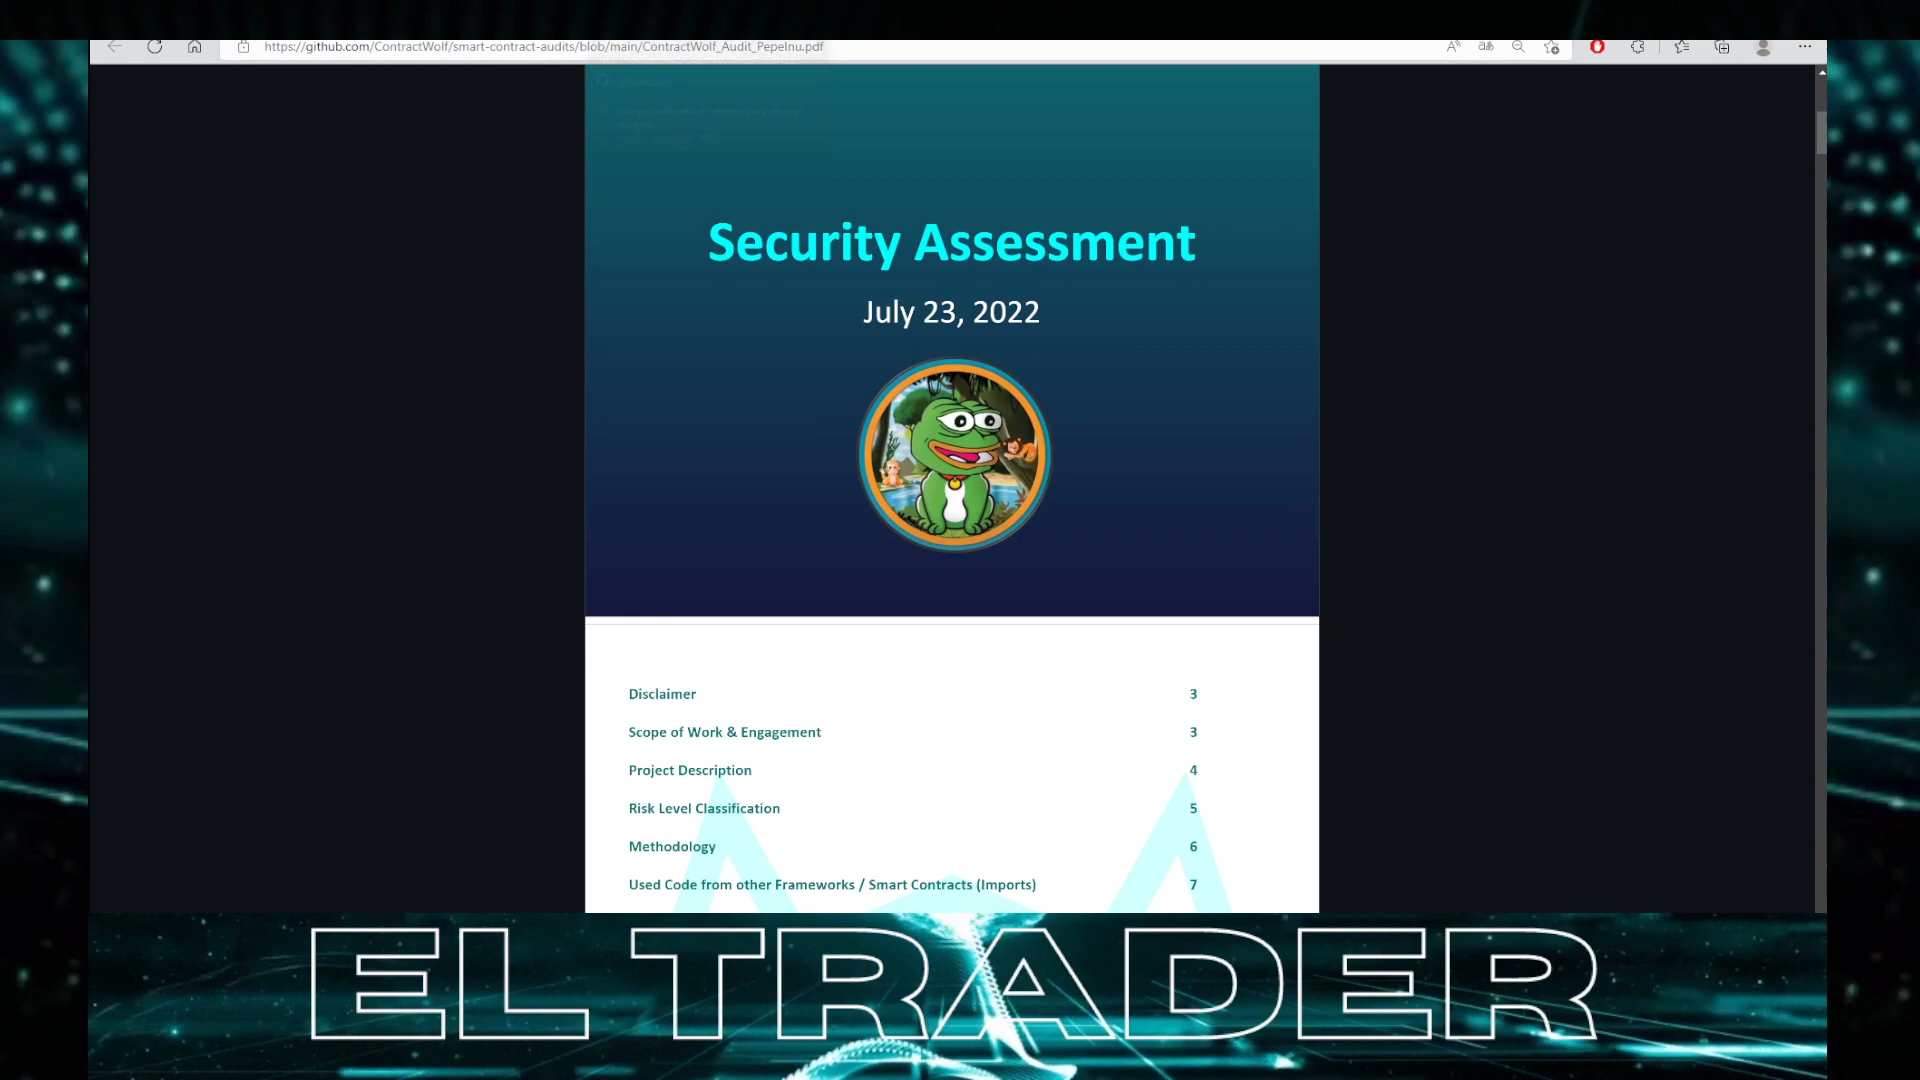 https://github.com/ContractWolf/smart-contract-audits/blob/main/ContractWolf_Audit_PepeInu.pdf
Security Assessment
July 23, 2022
Disclaimer 3
Scope of Work & Engagement 3
Project Description 4
Risk Level Classification 5
Methodology 6
Used Code from other Frameworks / Smart Contracts (Imports) 7
EL TRADER